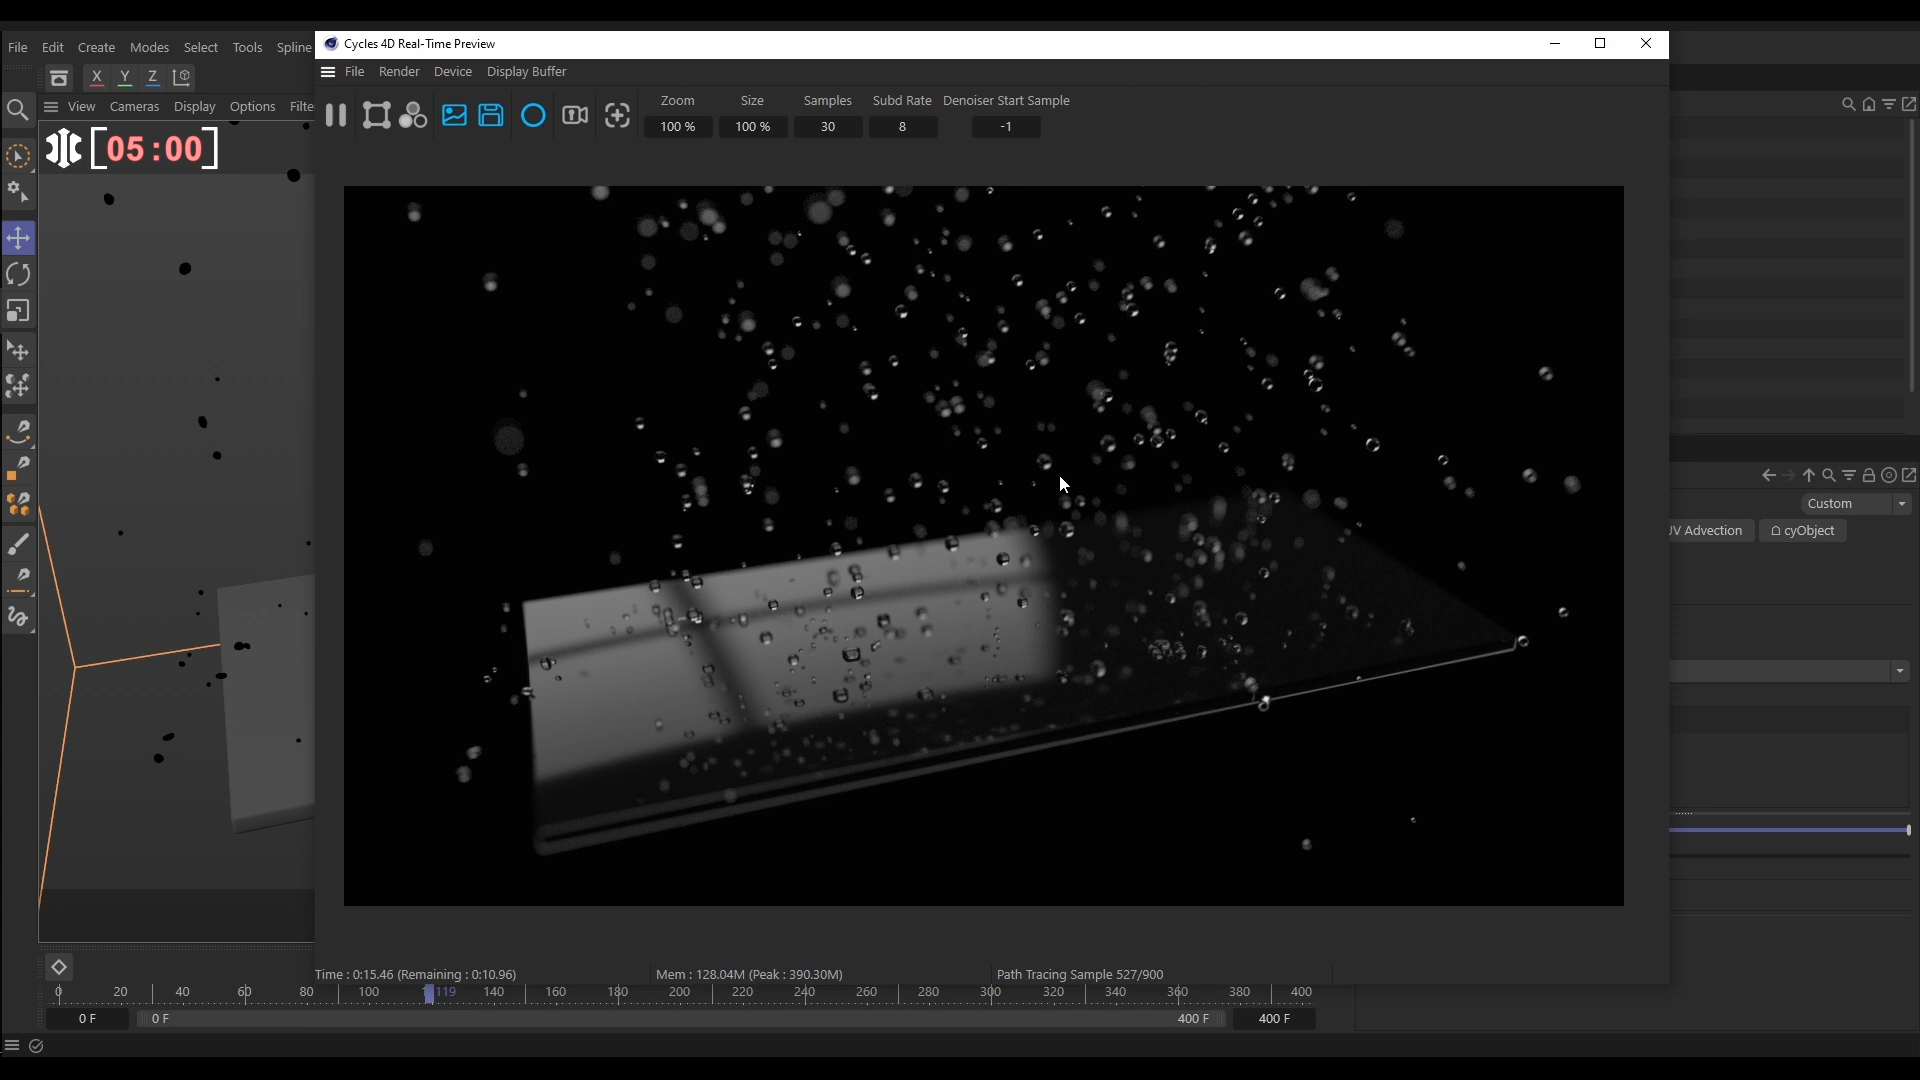 Cycles 4D Real-Time Preview
File Edit Create Modes Select Tools Spline
File Render Device Display Buffer
X Y Z
View Cameras Display Options Filte
Zoom Size Samples Subd Rate Denoiser Start Sample
100 % 100 % 30 8 -1
[05:00]
Custom
UV Advection cyObject
Time : 0:15.46 (Remaining : 0:10.96) Mem : 128.04M (Peak : 390.30M) Path Tracing Sample 527/900
0 20 40 60 80 100 119 140 160 180 200 220 240 260 280 300 320 340 360 380 400
0 F 0 F 400 F 400 F